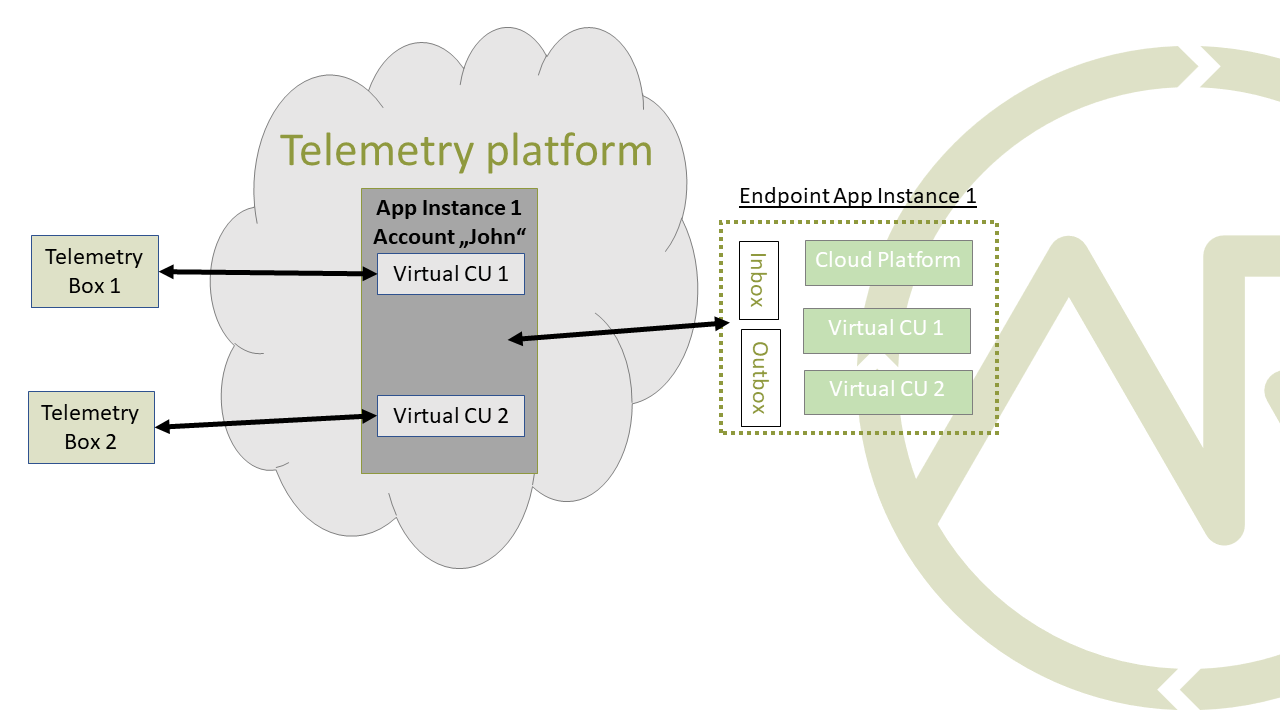 Telemetry platform
App Instance 1
Account „John“
Virtual CU 1
Virtual CU 2
Telemetry
Box 1
Telemetry
Box 2
Endpoint App Instance 1
Inbox
Outbox
Cloud Platform
Virtual CU 1
Virtual CU 2